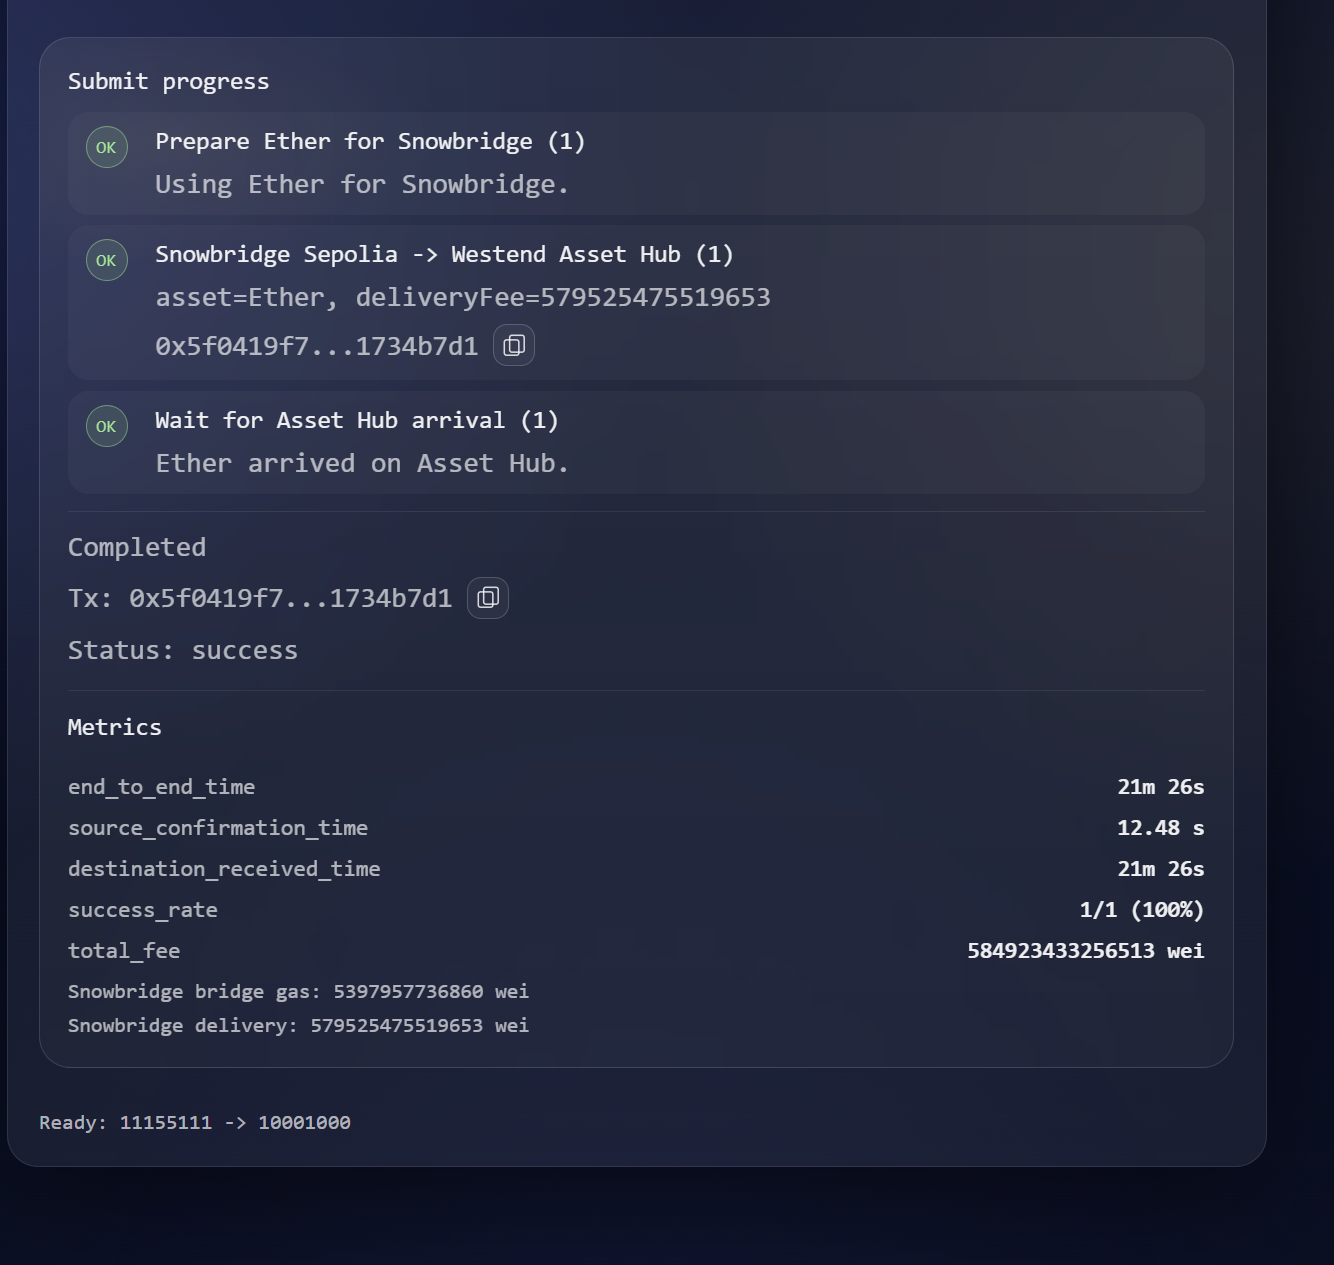 Submit progress
OK
Prepare Ether for Snowbridge (1)
Using Ether for Snowbridge.
OK
Snowbridge Sepolia -> Westend Asset Hub (1)
asset=Ether, deliveryFee=579525475519653
0x5f0419f7...1734b7d1
OK
Wait for Asset Hub arrival (1)
Ether arrived on Asset Hub.
Completed
Tx: 0x5f0419f7...1734b7d1
Status: success
Metrics
end_to_end_time 21m 26s
source_confirmation_time 12.48 s
destination_received_time 21m 26s
success_rate 1/1 (100%)
total_fee 584923433256513 wei
Snowbridge bridge gas: 5397957736860 wei
Snowbridge delivery: 579525475519653 wei
Ready: 11155111 -> 10001000